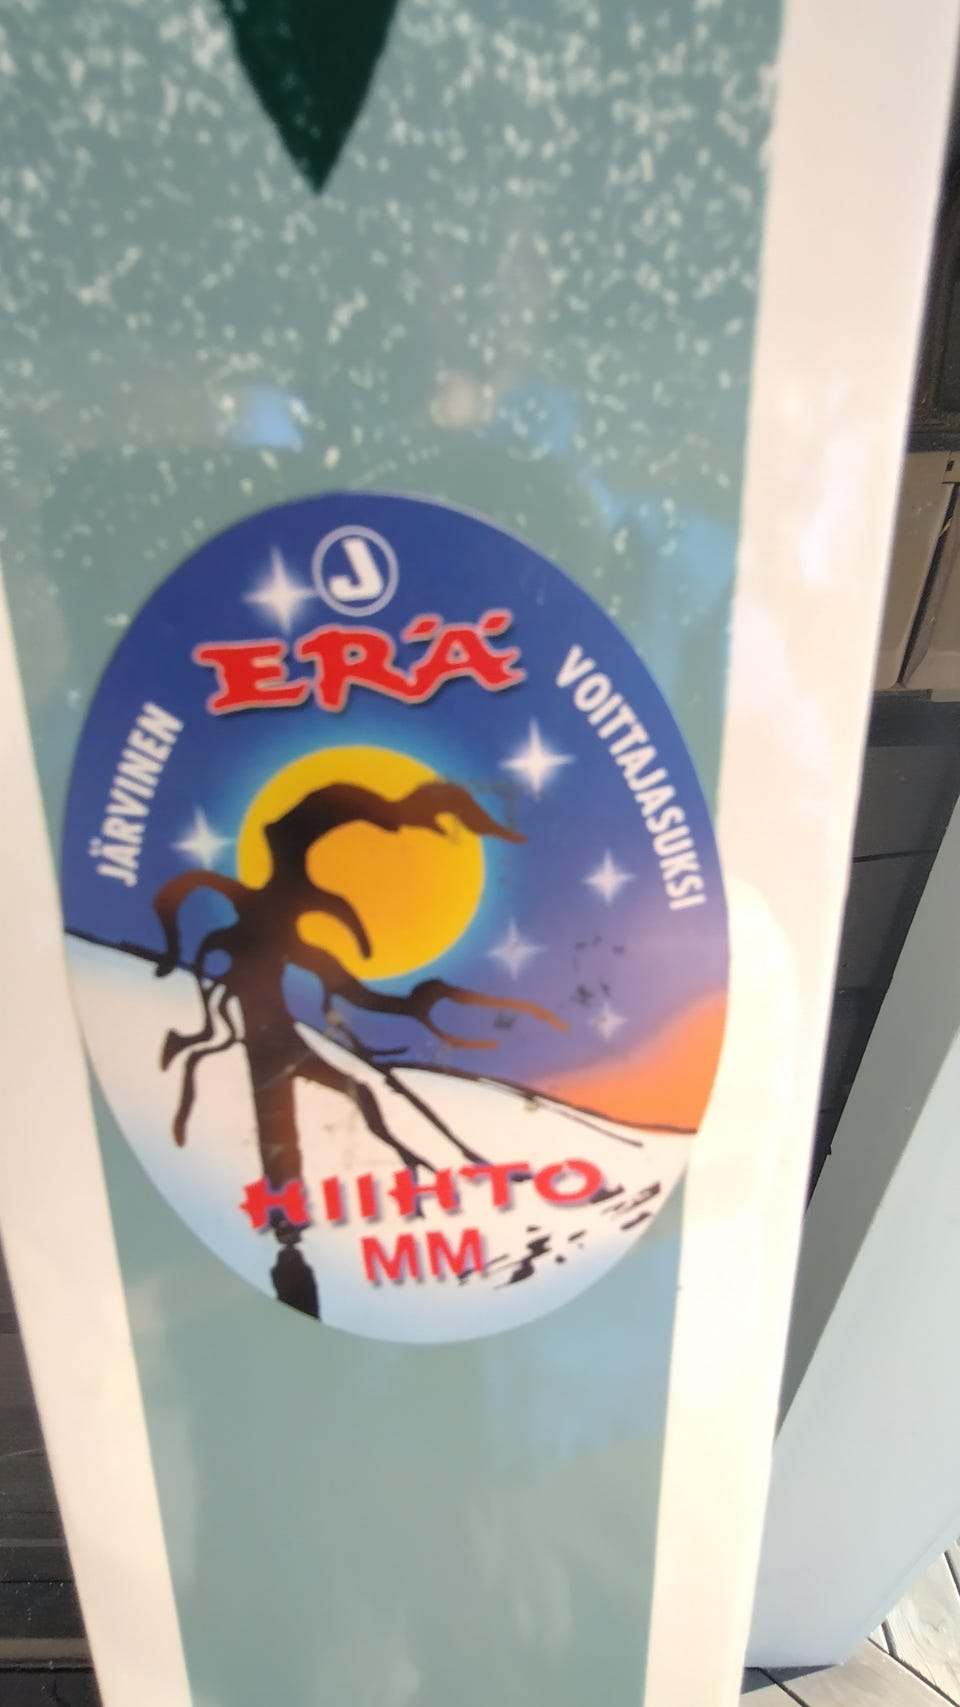 J
ERÄ
JÄRVINEN
VOITTAJASUKSI
HIIHTO
MM